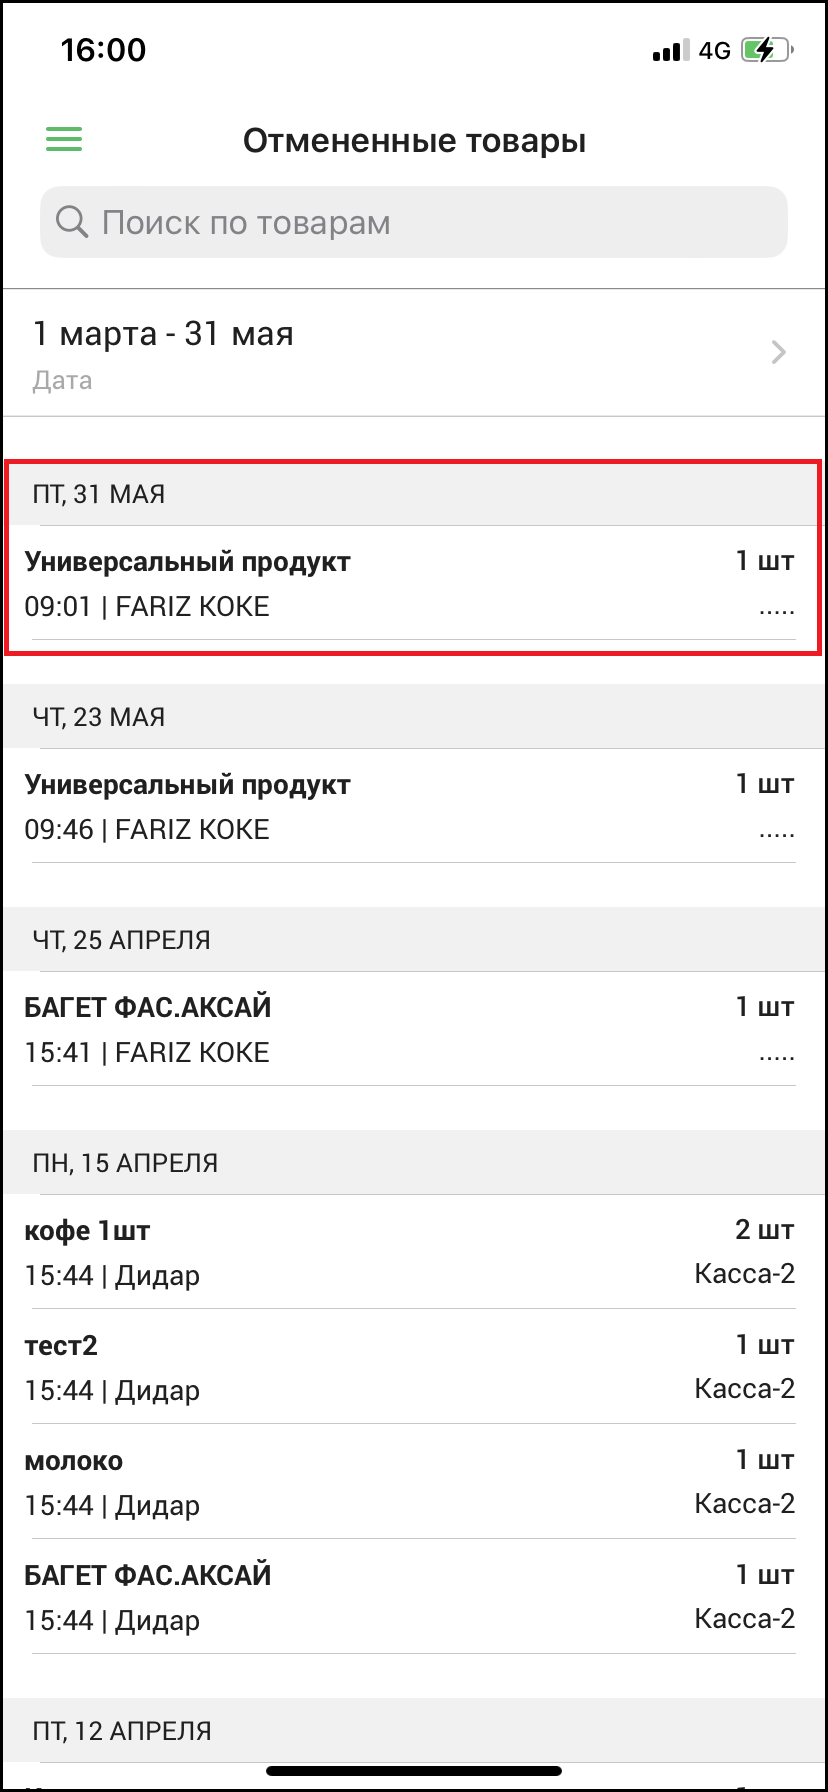 16:00
4G
Отмененные товары
Поиск по товарам
1 марта - 31 мая
Дата
ПТ, 31 МАЯ
Универсальный продукт 1 шт
09:01 | FARIZ KOKE .....
ЧТ, 23 МАЯ
Универсальный продукт 1 шт
09:46 | FARIZ KOKE .....
ЧТ, 25 АПРЕЛЯ
БАГЕТ ФАС.АКСАЙ 1 шт
15:41 | FARIZ KOKE .....
ПН, 15 АПРЕЛЯ
кофе 1шт 2 шт
15:44 | Дидар Касса-2
тест2 1 шт
15:44 | Дидар Касса-2
молоко 1 шт
15:44 | Дидар Касса-2
БАГЕТ ФАС.АКСАЙ 1 шт
15:44 | Дидар Касса-2
ПТ, 12 АПРЕЛЯ